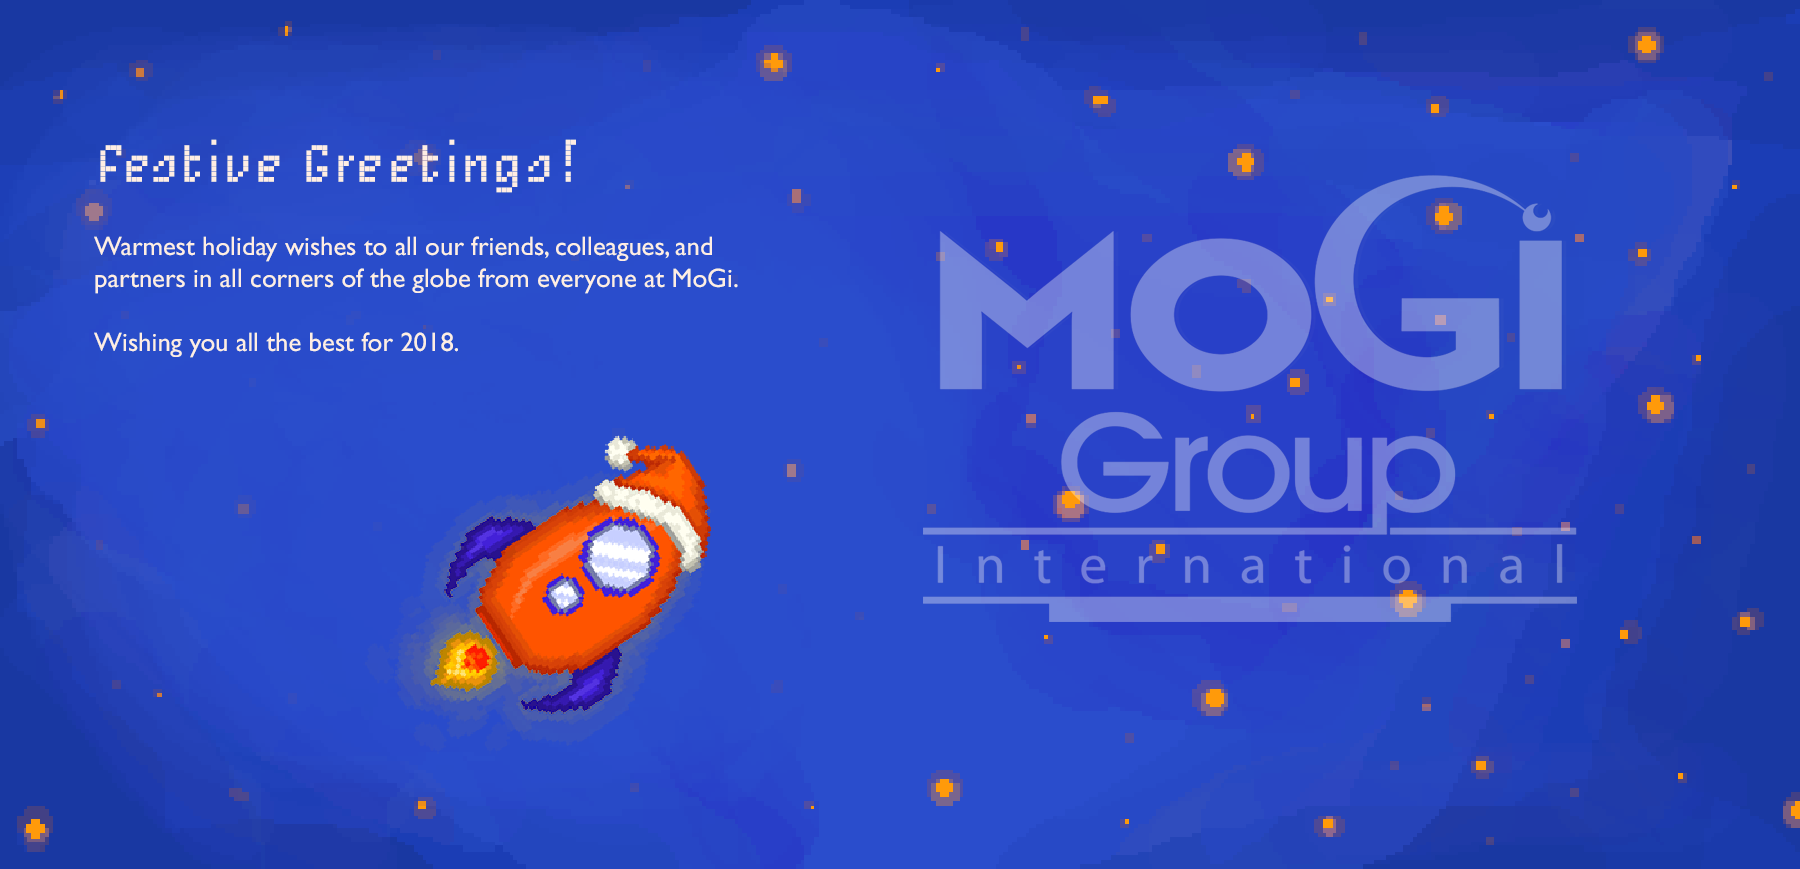 Festive Greetings!
Warmest holiday wishes to all our friends, colleagues, and
partners in all corners of the globe from everyone at MoGi.
Wishing you all the best for 2018.
MoGi
Group
International